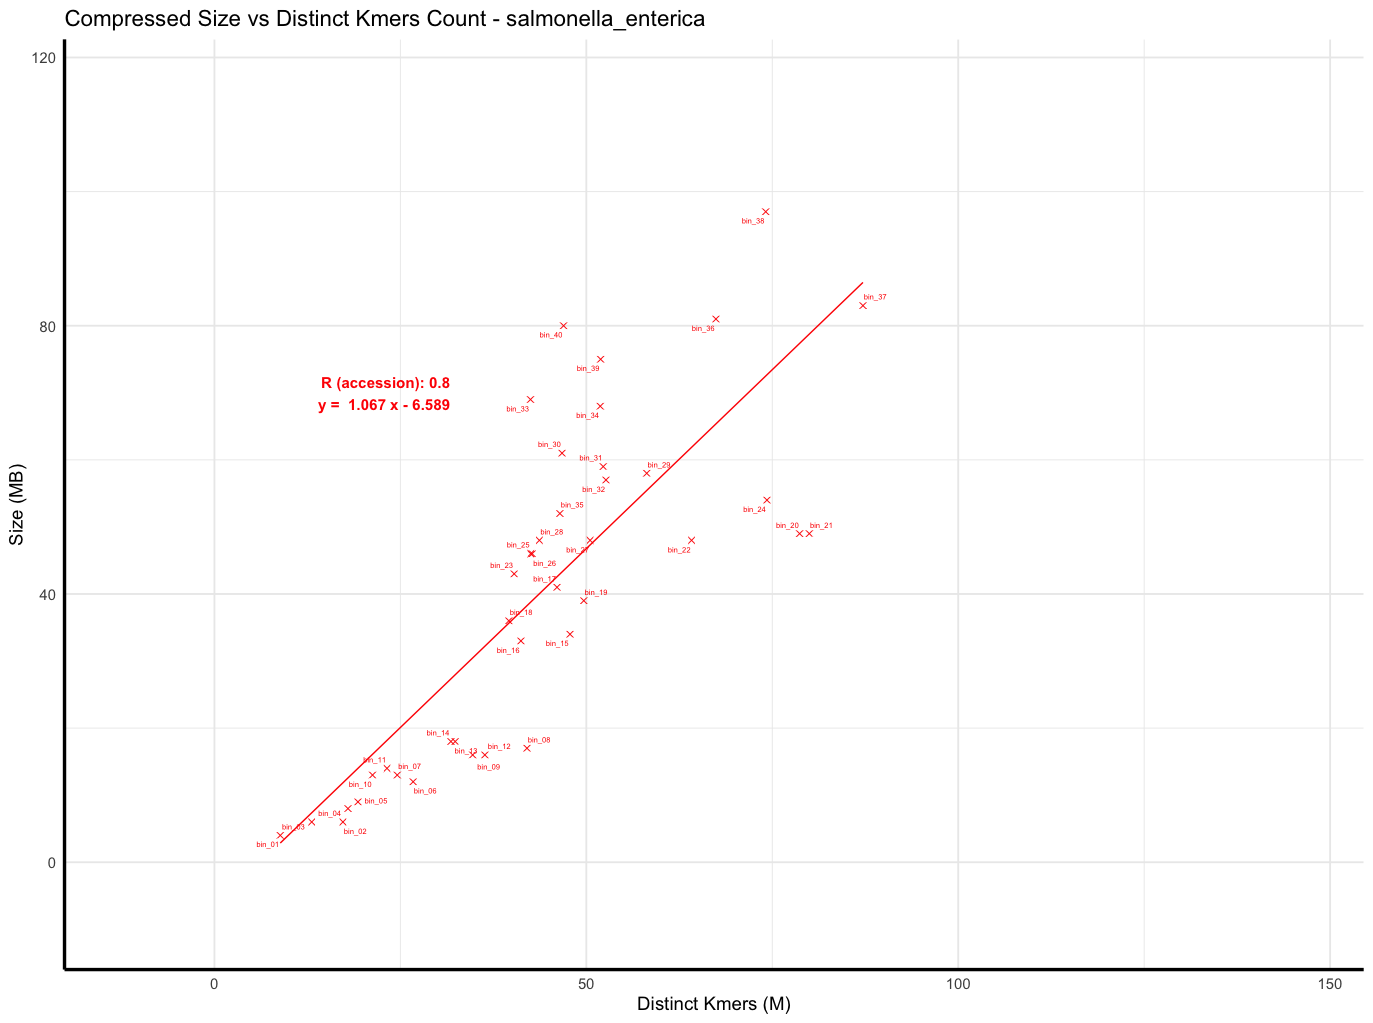 Compressed Size vs Distinct Kmers Count - salmonella_enterica
120
80
40
0
Size (MB)
R (accession): 0.8
y =  1.067 x - 6.589
bin_38
bin_37
bin_36
bin_40
bin_39
bin_33
bin_34
bin_30
bin_31
bin_29
bin_32
bin_35
bin_24
bin_20
bin_21
bin_28
bin_25
bin_27
bin_22
bin_26
bin_23
bin_17
bin_19
bin_18
bin_15
bin_16
bin_14
bin_08
bin_12
bin_13
bin_11
bin_07
bin_09
bin_10
bin_06
bin_05
bin_04
bin_03
bin_02
bin_01
0
50
100
150
Distinct Kmers (M)